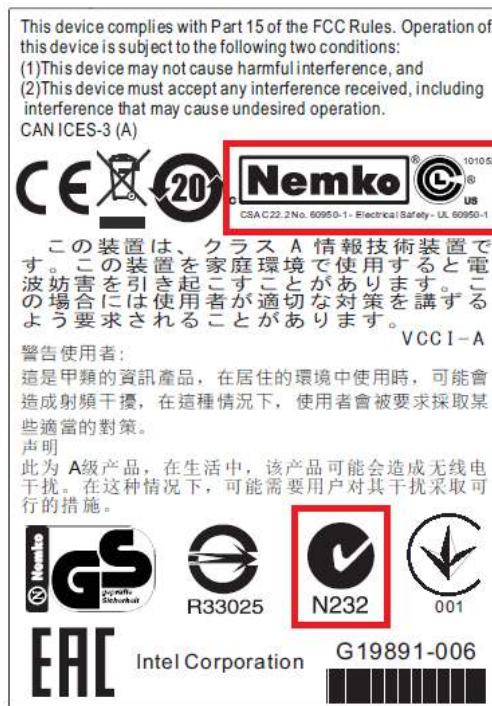 This device complies with Part 15 of the FCC Rules. Operation of
this device is subject to the following two conditions:
(1)This device may not cause harmful interference, and
(2)This device must accept any interference received, including
interference that may cause undesired operation.
CAN ICES-3 (A)
CE 20 C Nemko ® CL ® US 10105
CSA C22.2 No. 60950-1 - Electrical Safety - UL 60950-1
この装置は、クラス A 情報技術装置で
す。この装置を家庭環境で使用すると電
波妨害を引き起こすことがあります。こ
の場合には使用者が適切な対策を講ずる
よう要求されることがあります。
VCCI-A
警告使用者:
這是甲類的資訊產品，在居住的環境中使用時，可能會
造成射頻干擾，在這種情況下，使用者會被要求採取某
些適當的對策。
声明
此为 A级产品，在生活中，该产品可能会造成无线电
干扰。在这种情况下，可能需要用户对其干扰采取可
行的措施。
Nemko GS geprüfte Sicherheit
R33025 N232 001
EAC Intel Corporation G19891-006